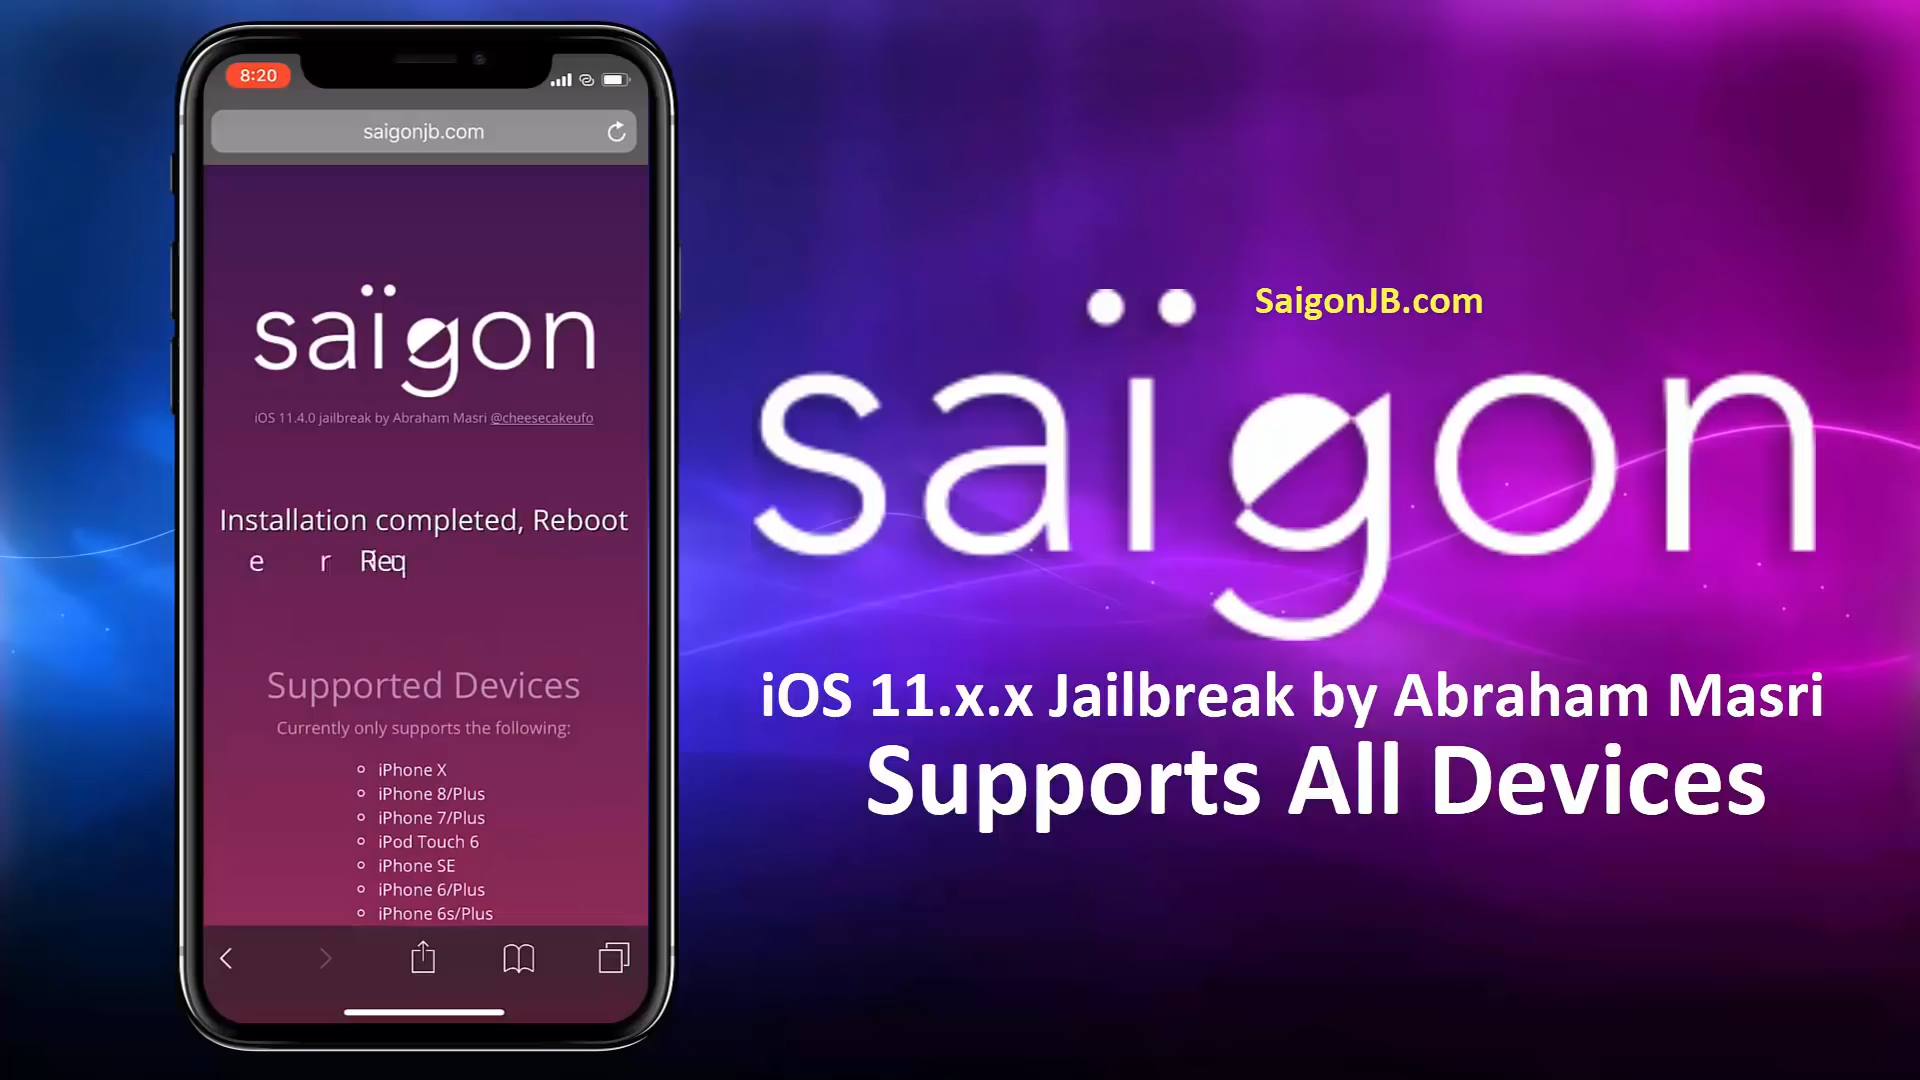 8:20
saigonjb.com
saïgon
iOS 11.4.0 jailbreak by Abraham Masri @cheesecakeufo
Installation completed, Reboot
e r
Supported Devices
Currently only supports the following:
iPhone X
iPhone 8/Plus
iPhone 7/Plus
iPod Touch 6
iPhone SE
iPhone 6/Plus
iPhone 6s/Plus
SaigonJB.com
saïgon
iOS 11.x.x Jailbreak by Abraham Masri
Supports All Devices